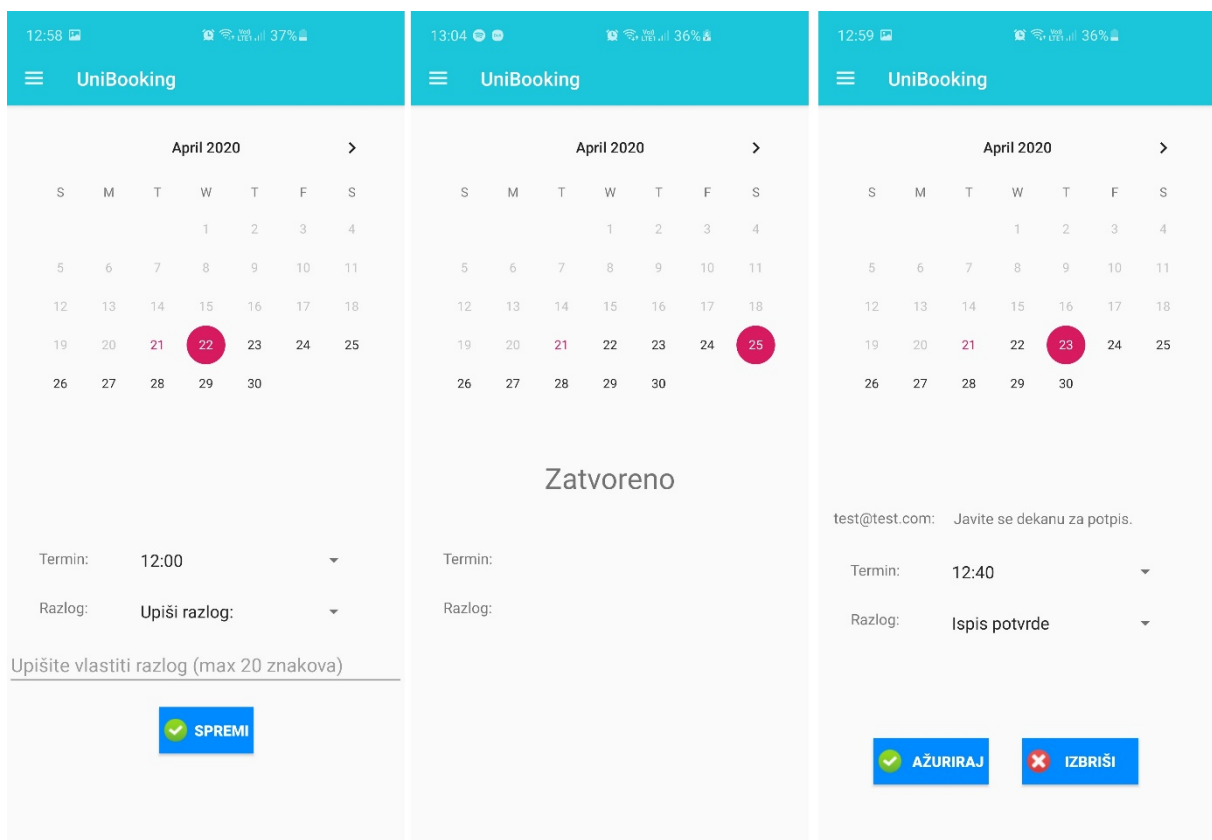 12:58 37%
UniBooking
April 2020
S M T W T F S
1 2 3 4
5 6 7 8 9 10 11
12 13 14 15 16 17 18
19 20 21 22 23 24 25
26 27 28 29 30
Termin: 12:00
Razlog: Upiši razlog:
Upišite vlastiti razlog (max 20 znakova)
SPREMI
13:04 36%
UniBooking
April 2020
S M T W T F S
1 2 3 4
5 6 7 8 9 10 11
12 13 14 15 16 17 18
19 20 21 22 23 24 25
26 27 28 29 30
Zatvoreno
Termin:
Razlog:
12:59 36%
UniBooking
April 2020
S M T W T F S
1 2 3 4
5 6 7 8 9 10 11
12 13 14 15 16 17 18
19 20 21 22 23 24 25
26 27 28 29 30
test@test.com: Javite se dekanu za potpis.
Termin: 12:40
Razlog: Ispis potvrde
AŽURIRAJ IZBRIŠI